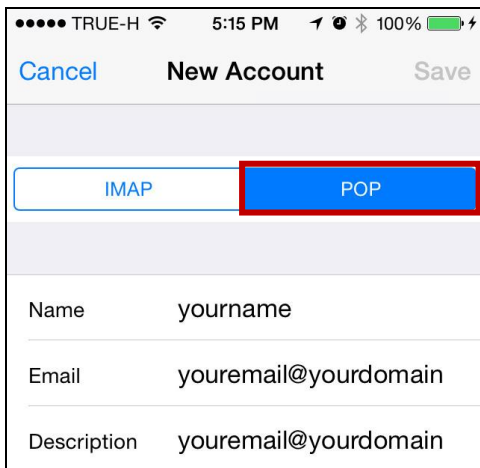 TRUE-H 5:15 PM 100%
Cancel New Account Save
IMAP POP
Name yourname
Email youremail@yourdomain
Description youremail@yourdomain